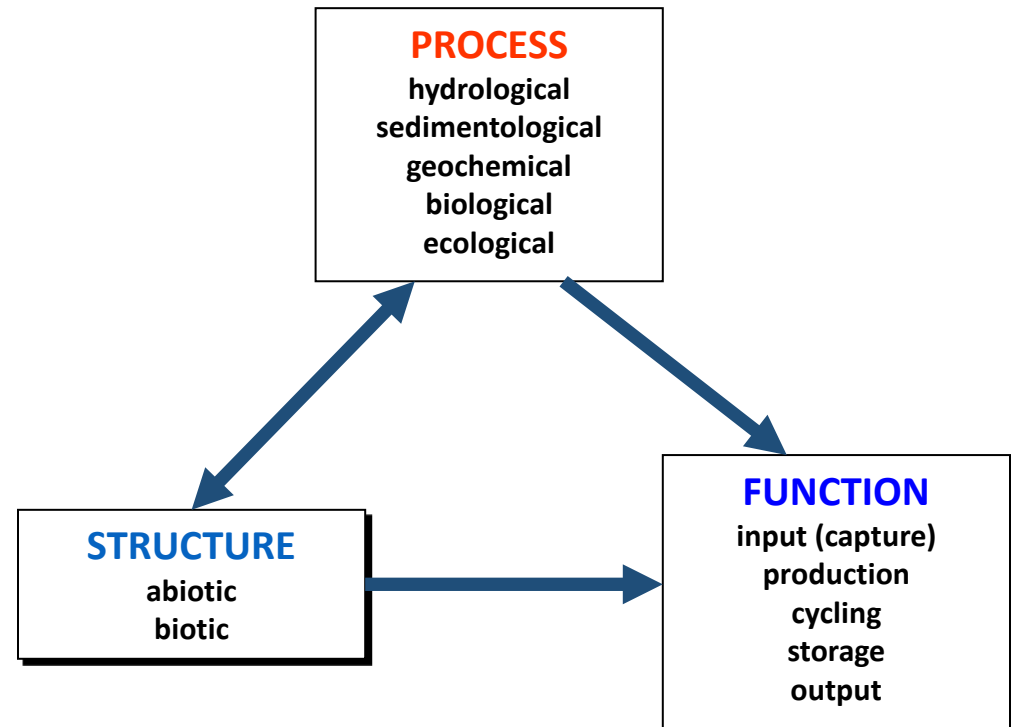 PROCESS
hydrological
sedimentological
geochemical
biological
ecological
STRUCTURE
abiotic
biotic
FUNCTION
input (capture)
production
cycling
storage
output